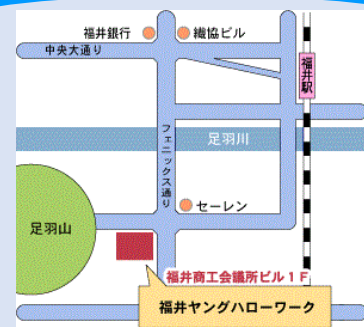 福井銀行
織協ビル
中央大通り
福井駅
フェニックス通り
足羽川
セーレン
足羽山
福井商工会議所ビル1F
福井ヤングハローワーク